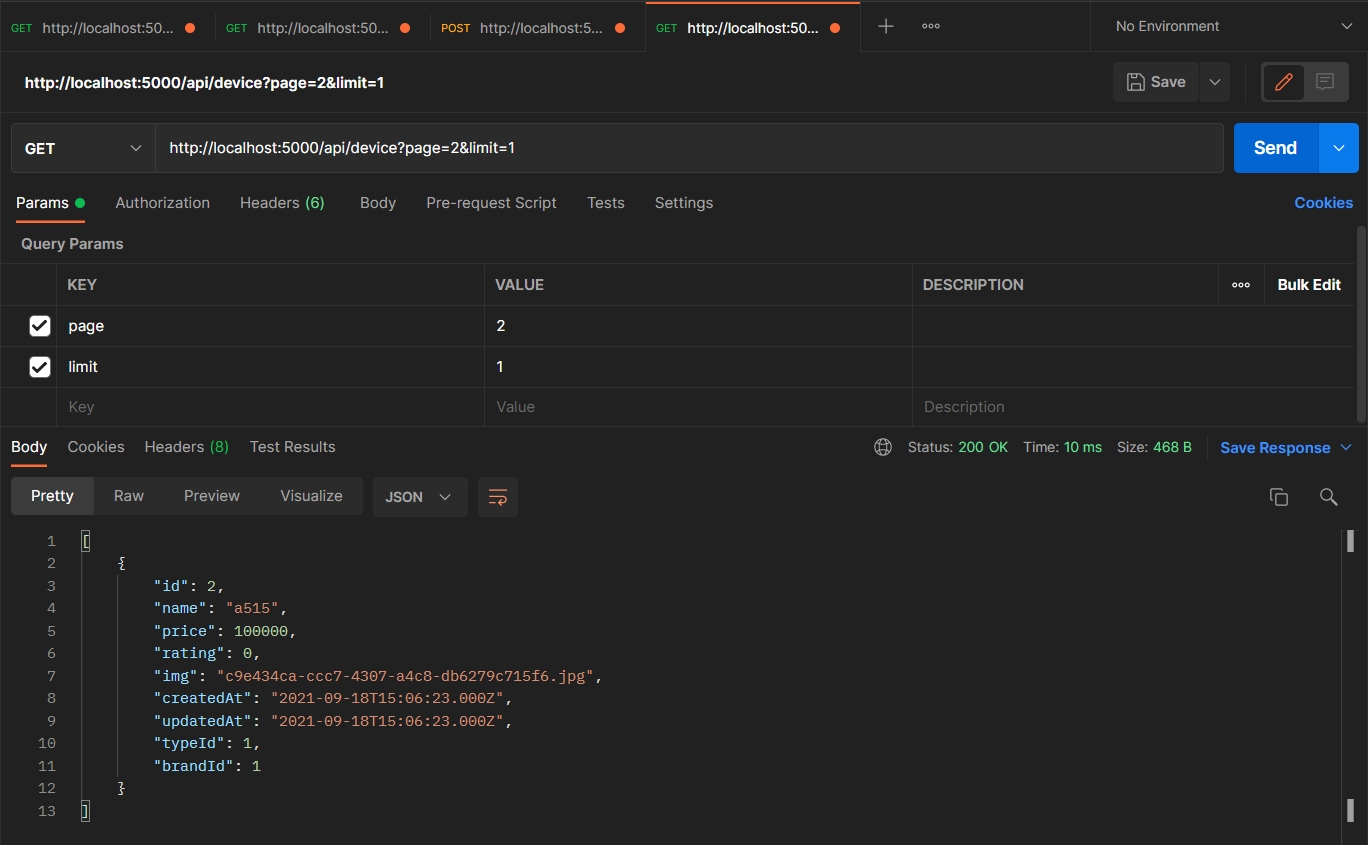 GET http://localhost:50... GET http://localhost:50... POST http://localhost:5... GET http://localhost:50... No Environment
http://localhost:5000/api/device?page=2&limit=1 Save
GET http://localhost:5000/api/device?page=2&limit=1 Send
Params Authorization Headers (6) Body Pre-request Script Tests Settings Cookies
Query Params
KEY VALUE DESCRIPTION Bulk Edit
page 2
limit 1
Key Value Description
Body Cookies Headers (8) Test Results Status: 200 OK Time: 10 ms Size: 468 B Save Response
Pretty Raw Preview Visualize JSON
1 [
2 {
3 "id": 2,
4 "name": "a515",
5 "price": 100000,
6 "rating": 0,
7 "img": "c9e434ca-ccc7-4307-a4c8-db6279c715f6.jpg",
8 "createdAt": "2021-09-18T15:06:23.000Z",
9 "updatedAt": "2021-09-18T15:06:23.000Z",
10 "typeId": 1,
11 "brandId": 1
12 }
13 ]